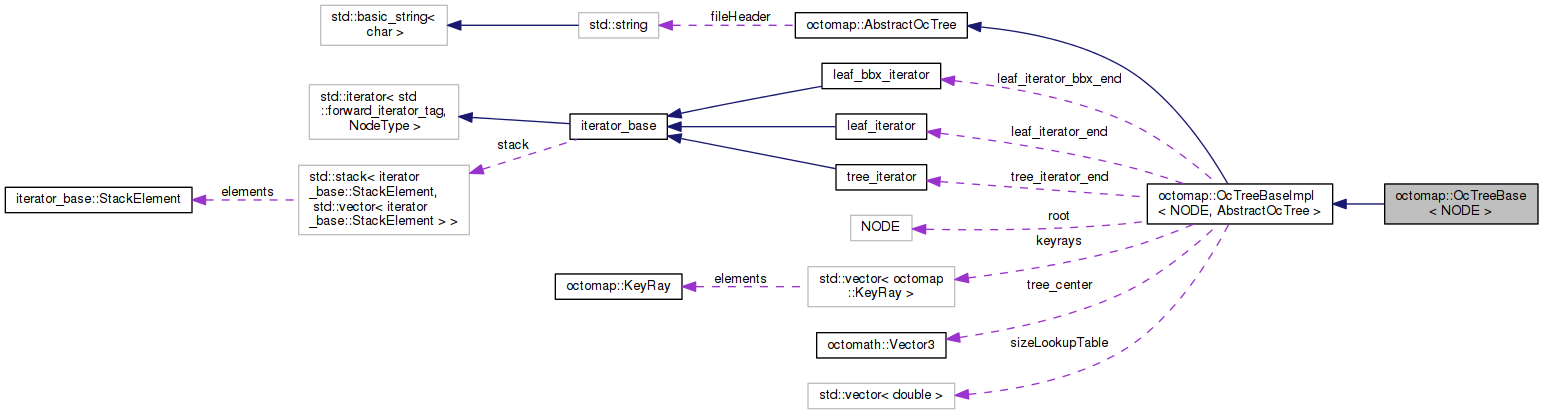 std::basic_string<
char >
std::string
fileHeader
octomap::AbstractOcTree
leaf_bbx_iterator
leaf_iterator_bbx_end
std::iterator< std
::forward_iterator_tag,
NodeType >
iterator_base
leaf_iterator
leaf_iterator_end
stack
tree_iterator
tree_iterator_end
iterator_base::StackElement
elements
std::stack< iterator
_base::StackElement,
std::vector< iterator
_base::StackElement > >
octomap::OcTreeBaseImpl
< NODE, AbstractOcTree >
octomap::OcTreeBase
< NODE >
NODE
root
keyrays
octomap::KeyRay
elements
std::vector< octomap
::KeyRay >
tree_center
octomath::Vector3
sizeLookupTable
std::vector< double >